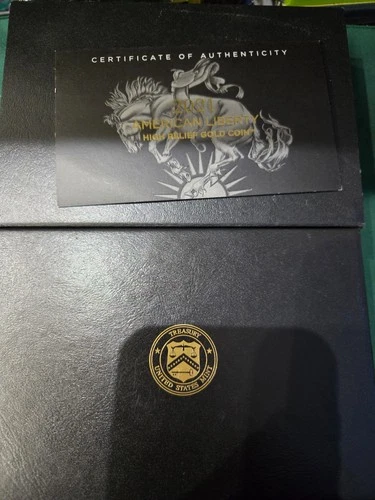 CERTIFICATE OF AUTHENTICITY
2021
AMERICAN LIBERTY
HIGH RELIEF GOLD COIN
TREASURY
UNITED STATES MINT